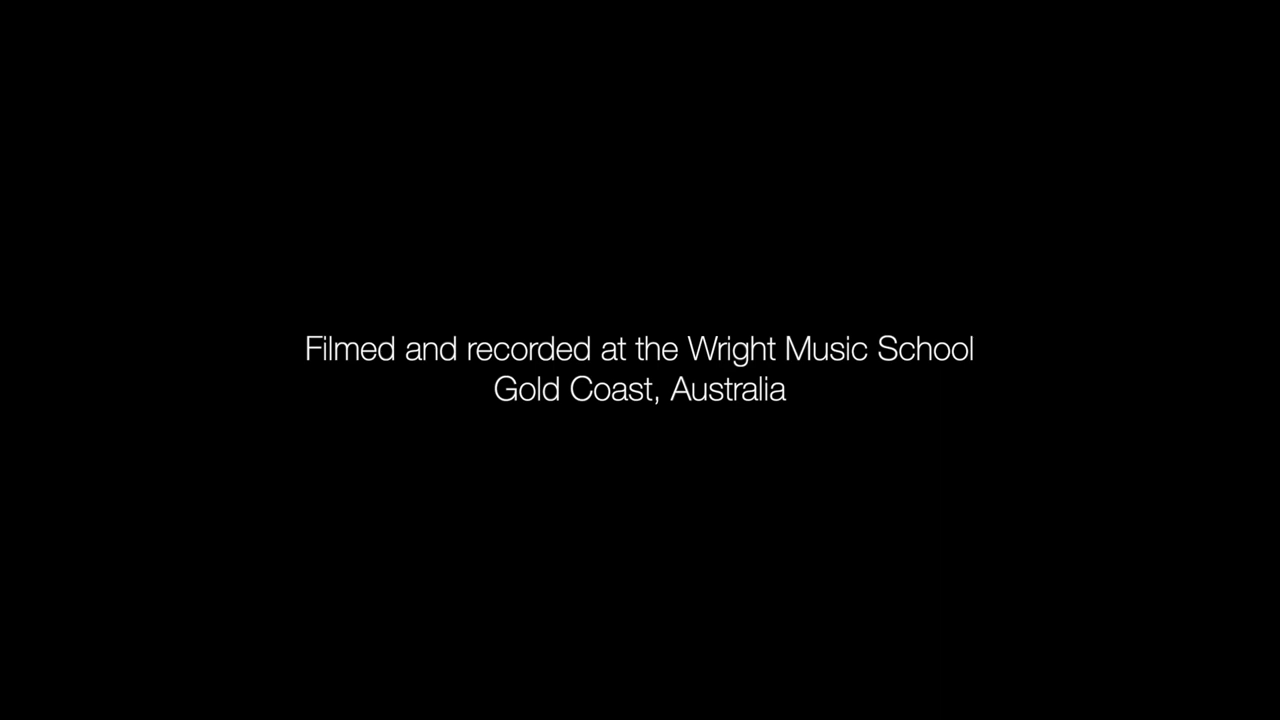 Filmed and recorded at the Wright Music School
Gold Coast, Australia